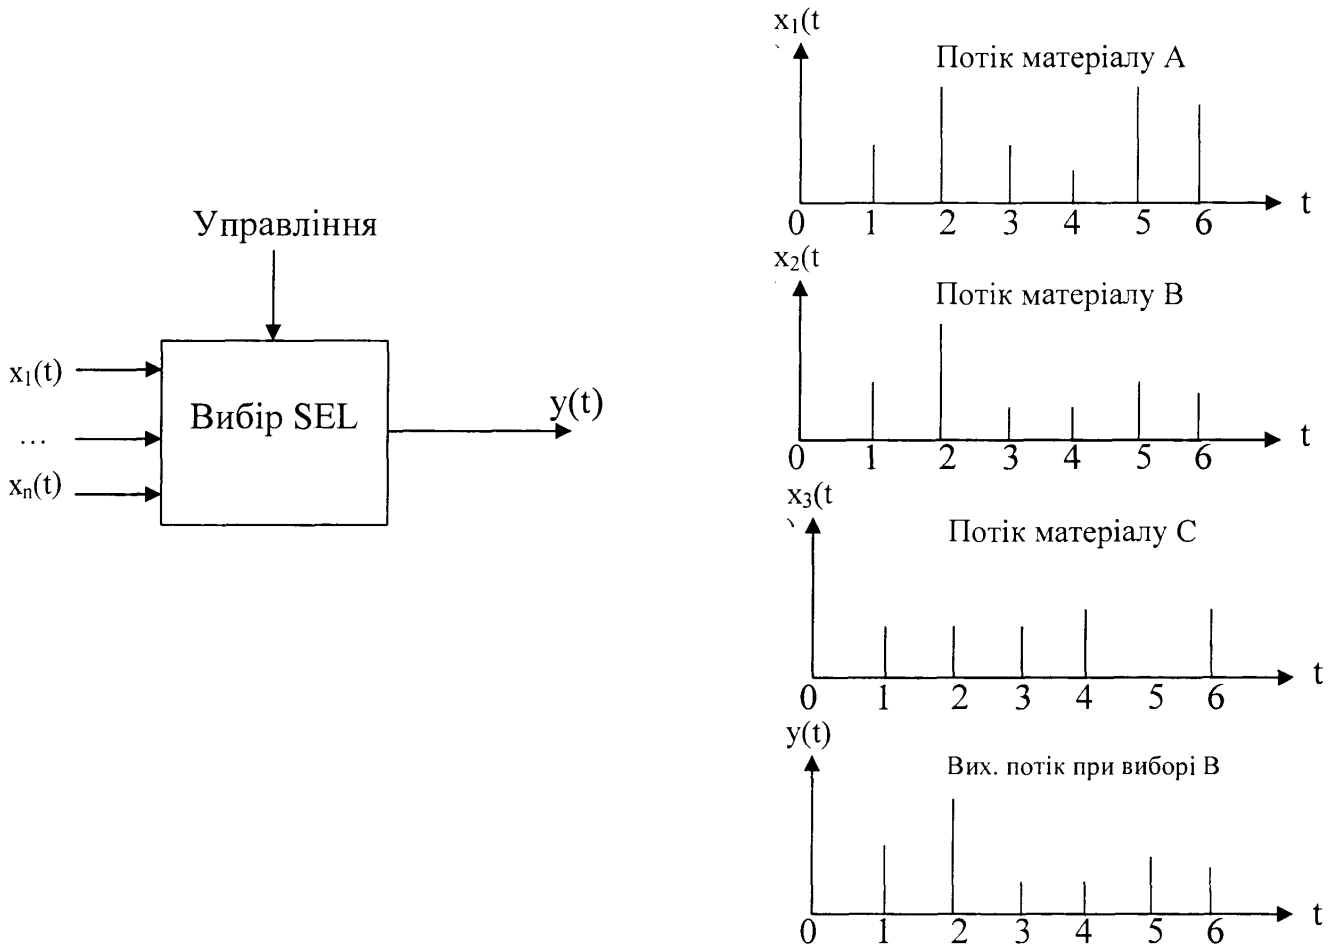 Управління
x₁(t)
...
xₙ(t)
Вибір SEL
y(t)
x₁(t
)
Потік матеріалу A
0 1 2 3 4 5 6 t
x₂(t
Потік матеріалу B
0 1 2 3 4 5 6 t
x₃(t
)
Потік матеріалу C
0 1 2 3 4 5 6 t
y(t)
Вих. потік при виборі B
0 1 2 3 4 5 6 t